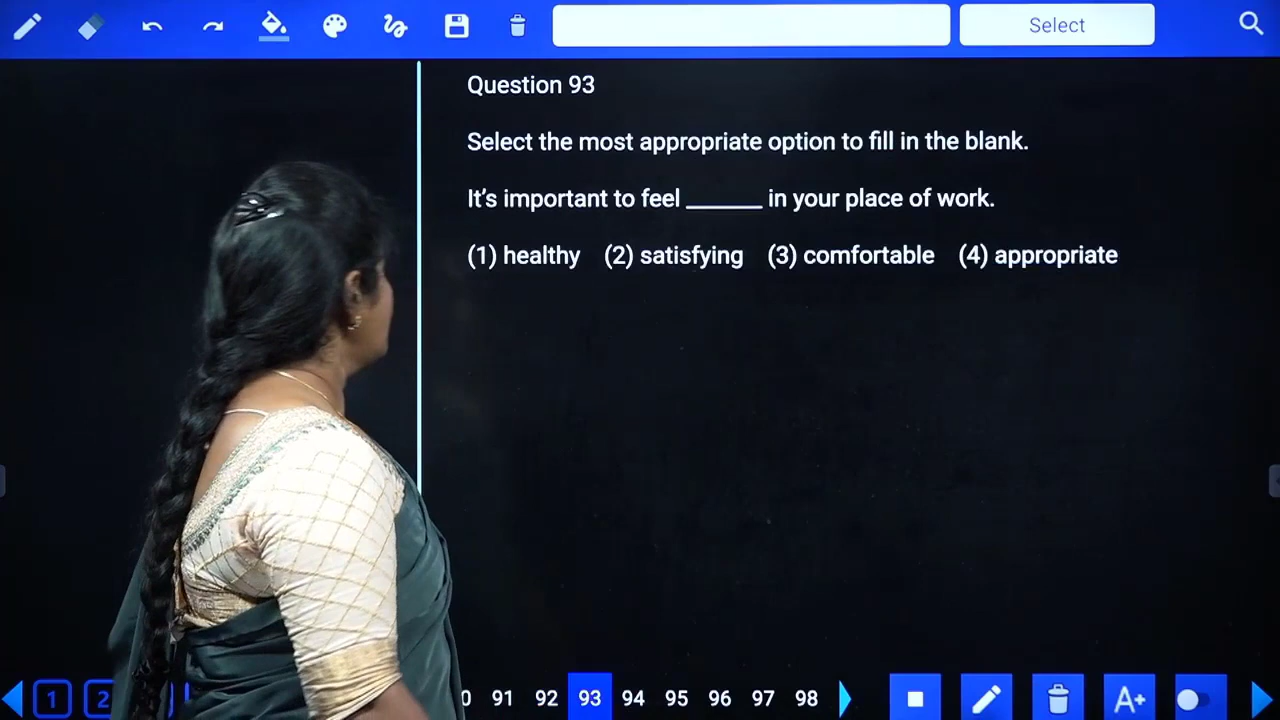 Select
Question 93
Select the most appropriate option to fill in the blank.
It's important to feel ______ in your place of work.
(1) healthy (2) satisfying (3) comfortable (4) appropriate
1 2 0 91 92 93 94 95 96 97 98 A+